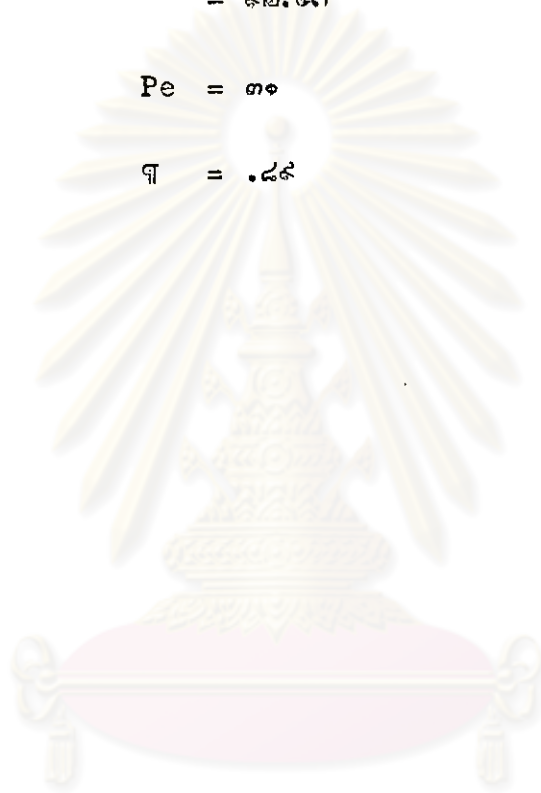 Pe = ๓๑
¶ = .๘๙